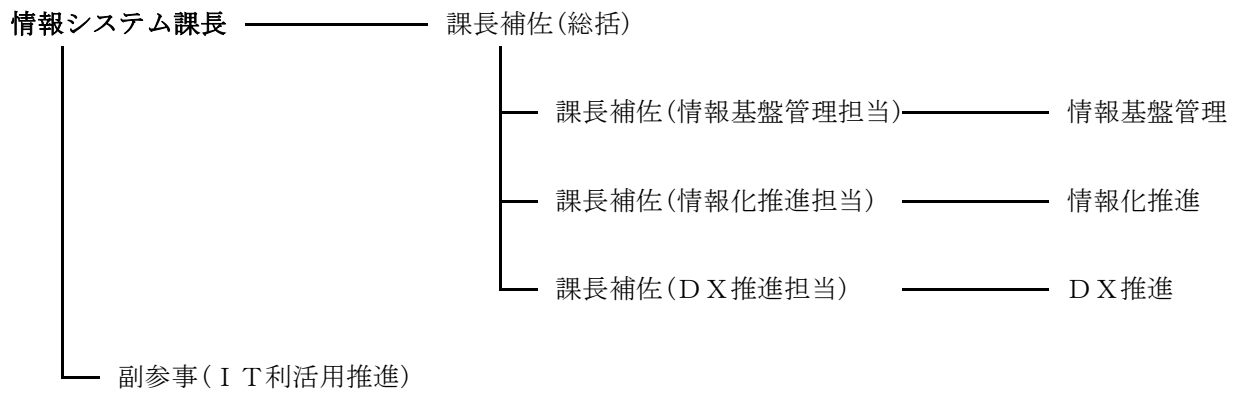 情報システム課長 課長補佐(総括)
課長補佐(情報基盤管理担当) 情報基盤管理
課長補佐(情報化推進担当) 情報化推進
課長補佐(DX推進担当) DX推進
副参事(IT利活用推進)